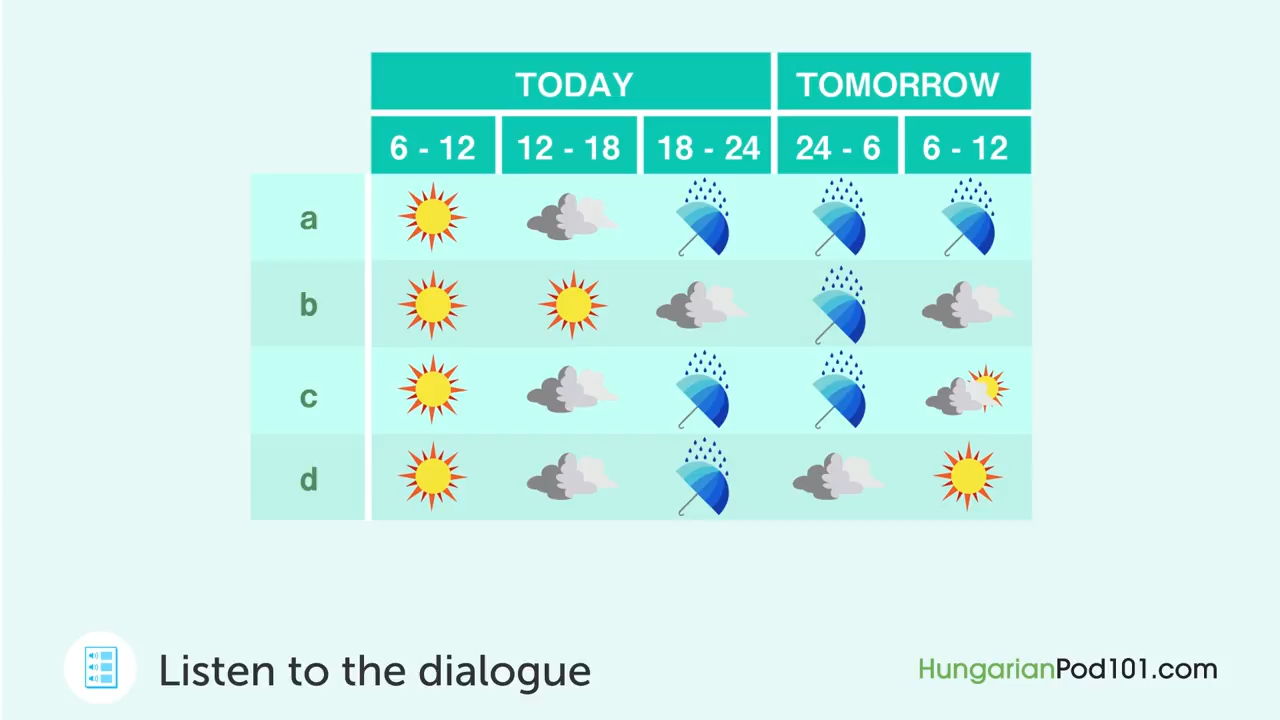 TODAY TOMORROW
6 - 12 12 - 18 18 - 24 24 - 6 6 - 12
a
b
c
d
Listen to the dialogue
HungarianPod101.com